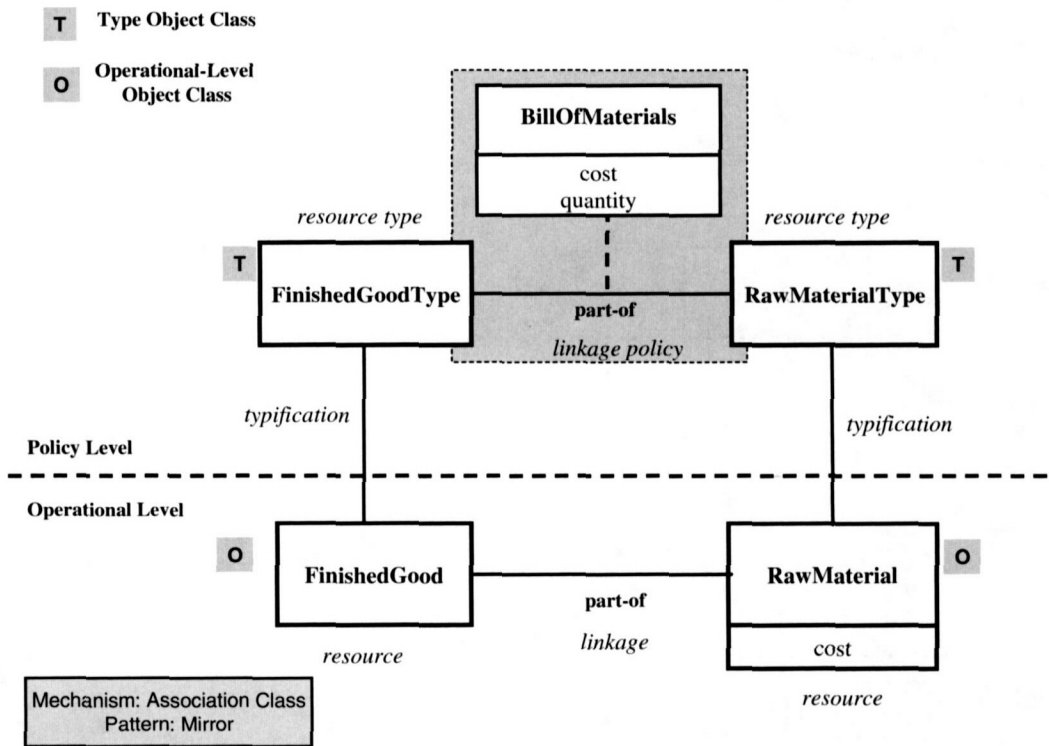 T
Type Object Class
O
Operational-Level
Object Class
BillOfMaterials
cost
quantity
resource type
resource type
T
FinishedGoodType
RawMaterialType
T
part-of
linkage policy
typification
typification
Policy Level
Operational Level
O
FinishedGood
RawMaterial
O
part-of
linkage
cost
resource
resource
Mechanism: Association Class
Pattern: Mirror